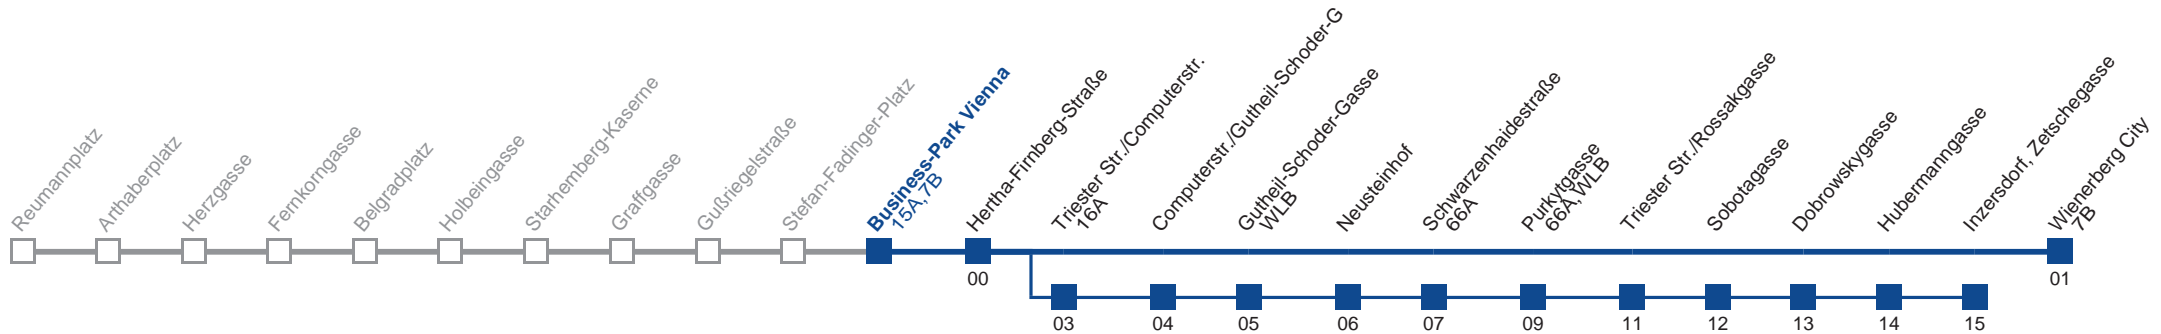 Reumannplatz
Arthaberplatz
Herzgasse
Fernkorngasse
Belgradplatz
Holbeingasse
Starhemberg-Kaserne
Graffgasse
Gußriegelstraße
Stefan-Fadinger-Platz
Business-Park Vienna
15A,7B
Hertha-Firnberg-Straße
Triester Str./Computerstr.
16A
Computerstr./Gutheil-Schoder-G
Gutheil-Schoder-Gasse
WLB
Neusteinhof
Schwarzenhaidestraße
66A
Purkytgasse
66A,WLB
Triester Str./Rossakgasse
Sobotagasse
Dobrowskygasse
Hubermanngasse
Inzersdorf, Zetschegasse
Wienerberg City
7B
00
01
03
04
05
06
07
09
11
12
13
14
15